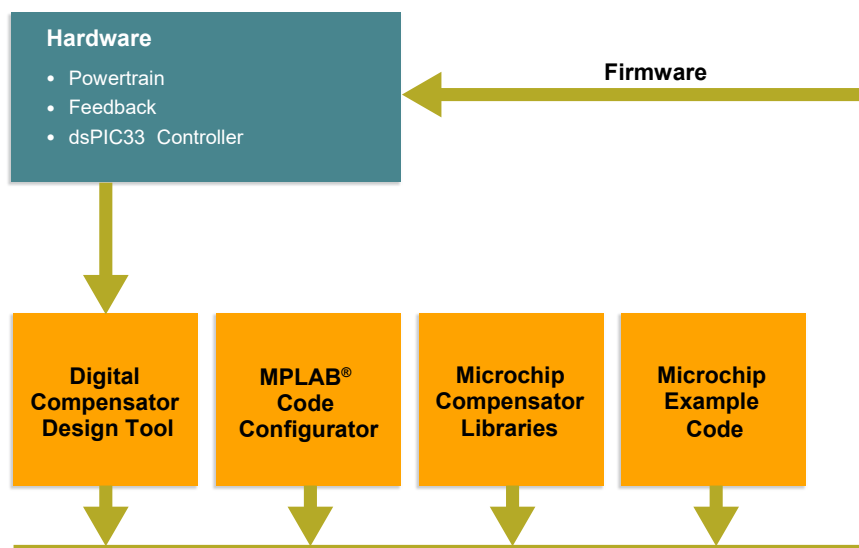 Hardware
• Powertrain
• Feedback
• dsPIC33 Controller
Firmware
Digital
Compensator
Design Tool
MPLAB®
Code
Configurator
Microchip
Compensator
Libraries
Microchip
Example
Code